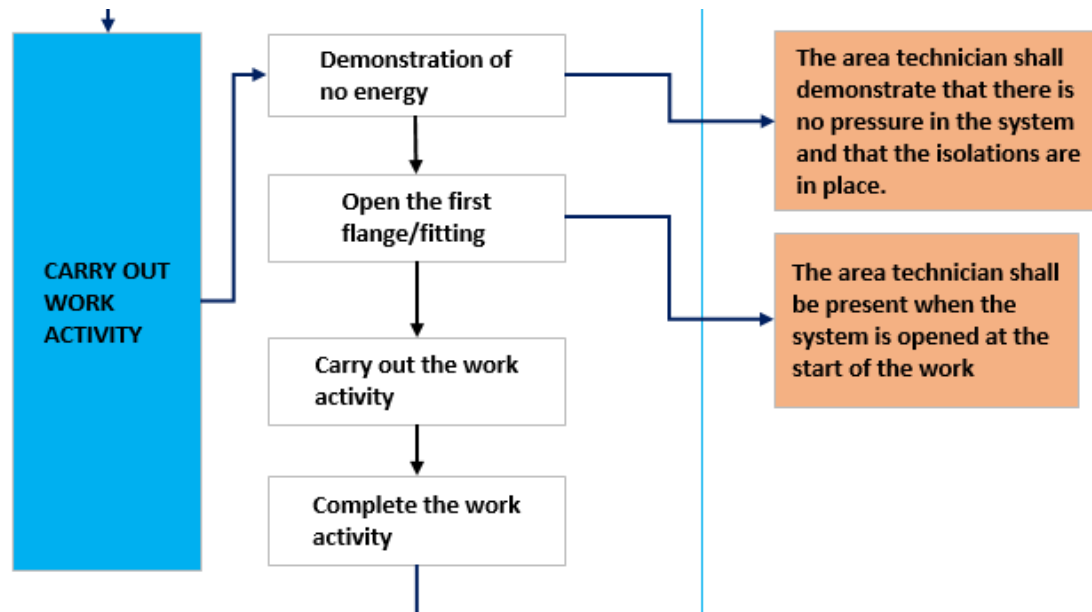 CARRY OUT
WORK
ACTIVITY
Demonstration of
no energy
The area technician shall
demonstrate that there is
no pressure in the system
and that the isolations are
in place.
Open the first
flange/fitting
The area technician shall
be present when the
system is opened at the
start of the work
Carry out the work
activity
Complete the work
activity